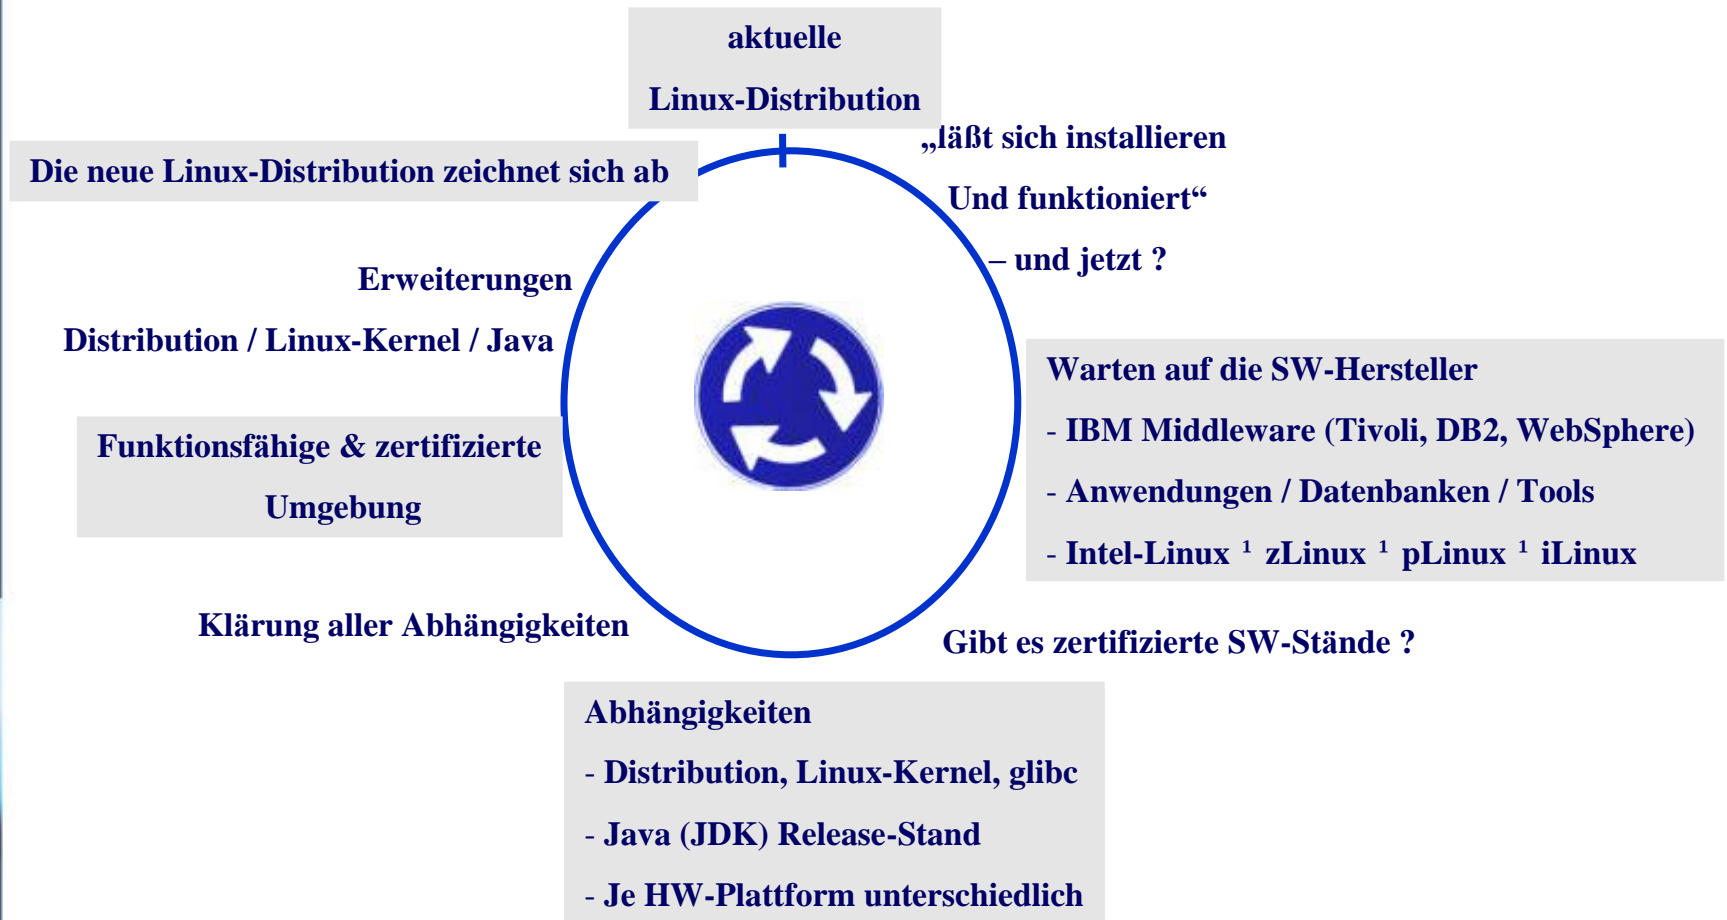 aktuelle
Linux-Distribution
„läßt sich installieren
Und funktioniert“
– und jetzt ?
Warten auf die SW-Hersteller
- IBM Middleware (Tivoli, DB2, WebSphere)
- Anwendungen / Datenbanken / Tools
- Intel-Linux ¹ zLinux ¹ pLinux ¹ iLinux
Gibt es zertifizierte SW-Stände ?
Abhängigkeiten
- Distribution, Linux-Kernel, glibc
- Java (JDK) Release-Stand
- Je HW-Plattform unterschiedlich
Klärung aller Abhängigkeiten
Funktionsfähige & zertifizierte
Umgebung
Erweiterungen
Distribution / Linux-Kernel / Java
Die neue Linux-Distribution zeichnet sich ab